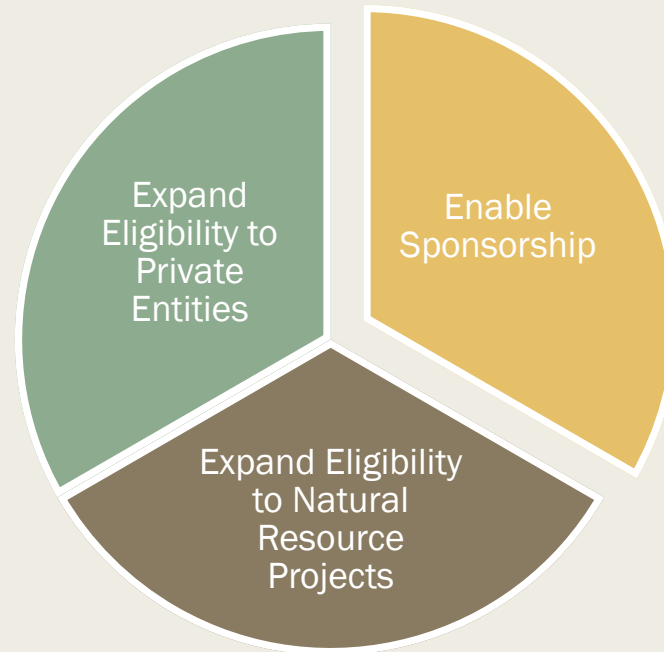 Expand
Eligibility to
Private
Entities
Enable
Sponsorship
Expand Eligibility
to Natural
Resource
Projects